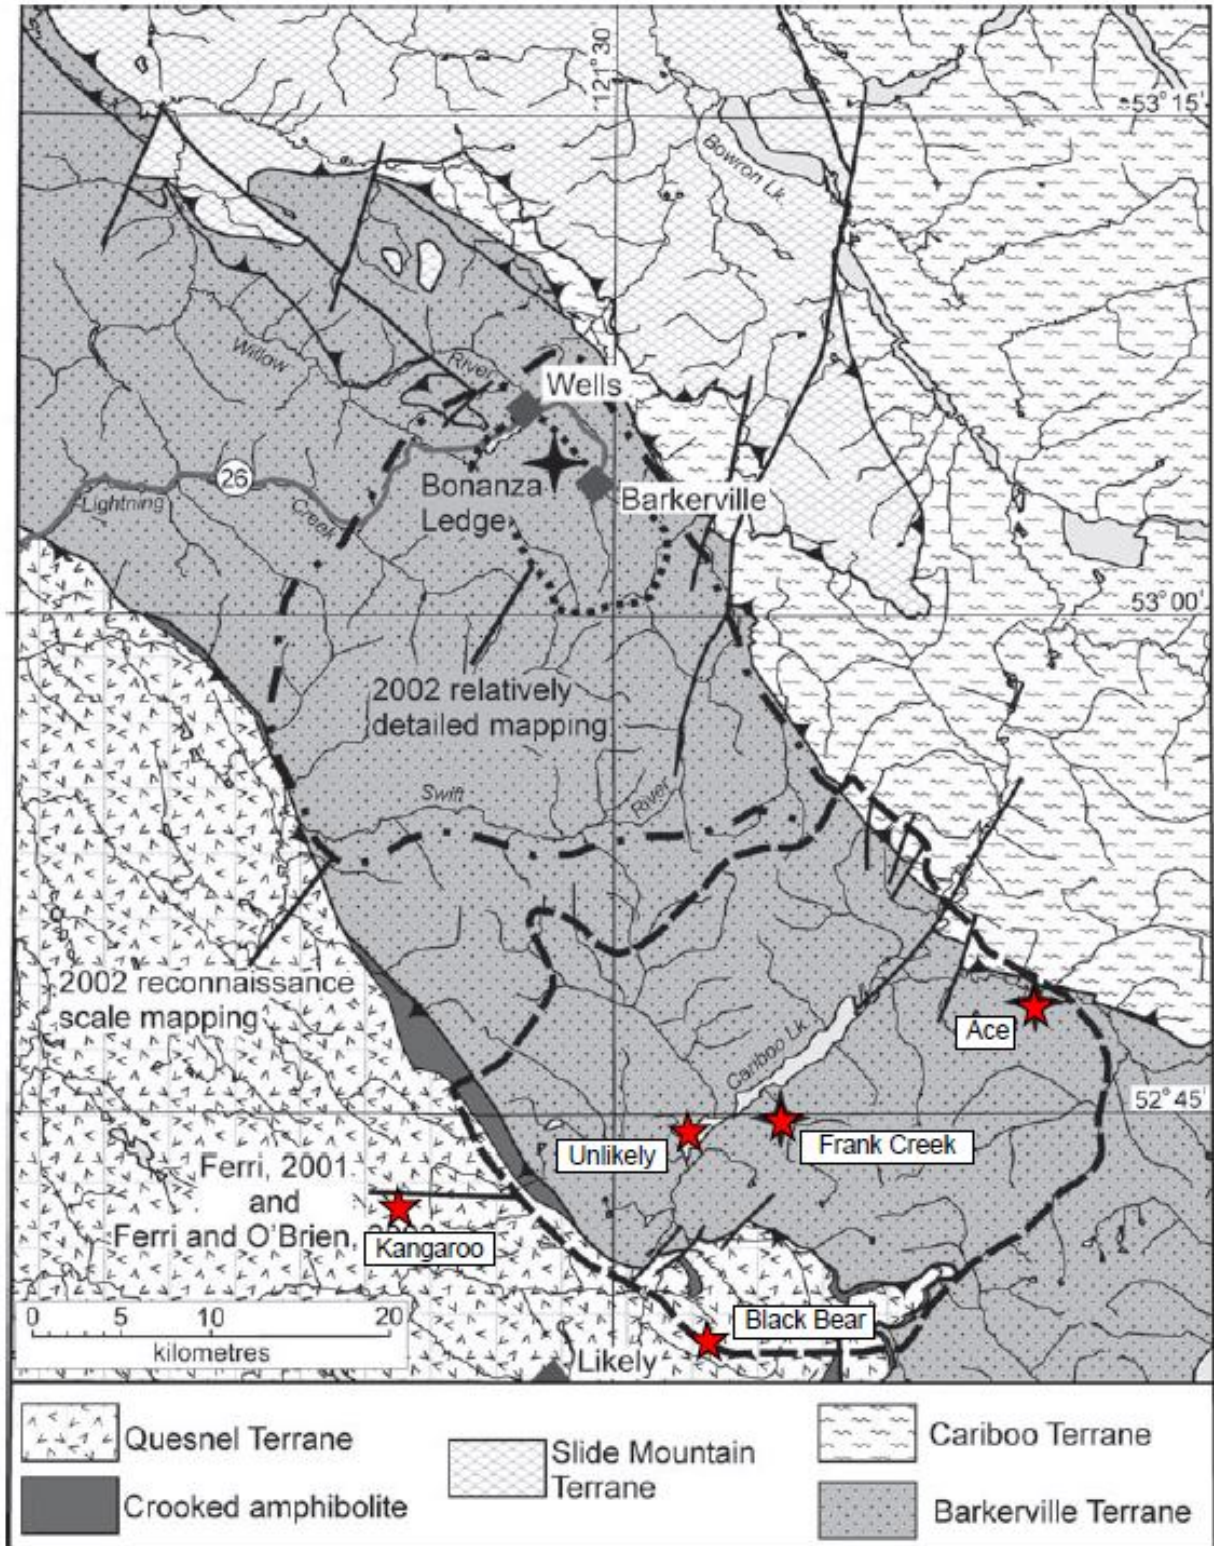 121° 30'
53° 15'
Bowron Lk.
Willow
River
Wells
26
Lightning
Creek
Bonanza
Ledge
Barkerville
53° 00'
2002 relatively
detailed mapping
Swift
River
2002 reconnaissance
scale mapping
Cariboo Lk
Ace
52° 45'
Unlikely
Frank Creek
Ferri, 2001
and
Ferri and O'Brien,
Kangaroo
Black Bear
Likely
0 5 10 20
kilometres
Quesnel Terrane
Crooked amphibolite
Slide Mountain
Terrane
Cariboo Terrane
Barkerville Terrane